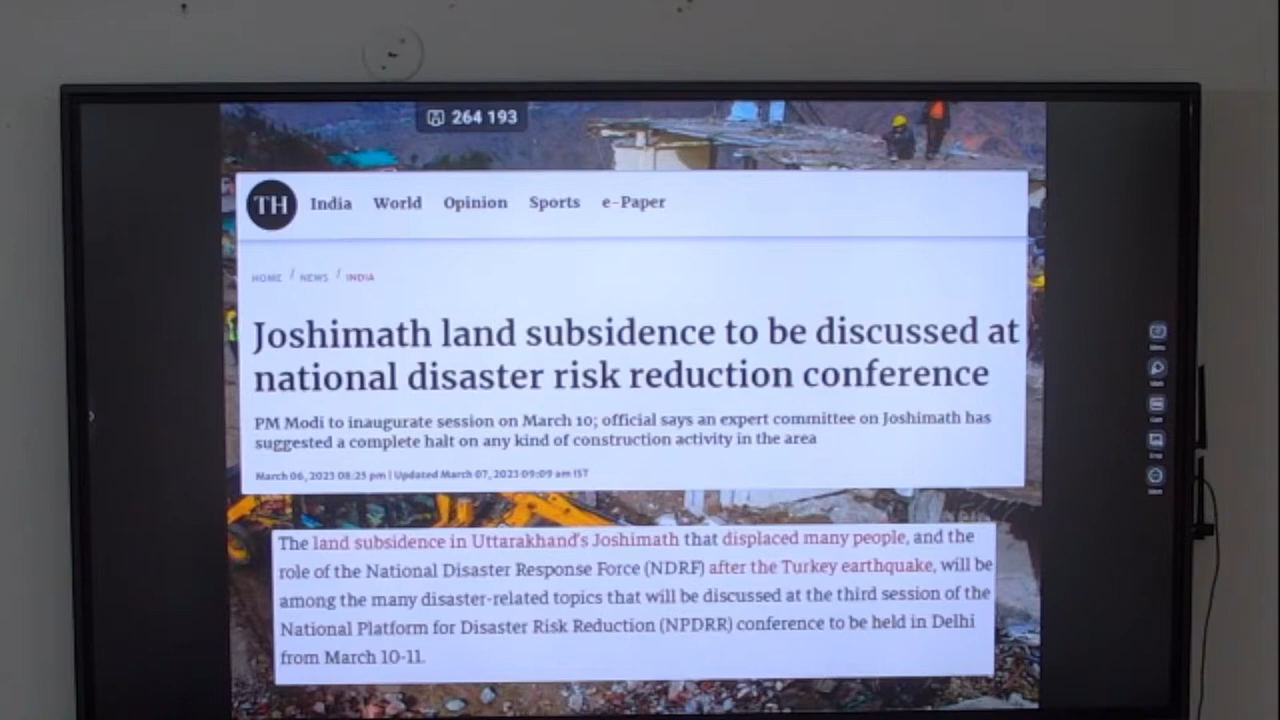 264 193
TH India World Opinion Sports e-Paper
HOME / NEWS / INDIA
Joshimath land subsidence to be discussed at
national disaster risk reduction conference
PM Modi to inaugurate session on March 10; official says an expert committee on Joshimath has
suggested a complete halt on any kind of construction activity in the area
March 06, 2023 08:25 pm | Updated March 07, 2023 09:09 am IST
The land subsidence in Uttarakhand's Joshimath that displaced many people, and the
role of the National Disaster Response Force (NDRF) after the Turkey earthquake, will be
among the many disaster-related topics that will be discussed at the third session of the
National Platform for Disaster Risk Reduction (NPDRR) conference to be held in Delhi
from March 10-11.